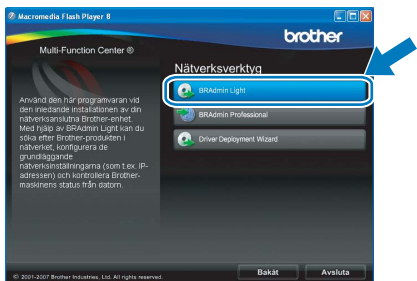 Macromedia Flash Player 8
brother
Multi-Function Center ®
Nätverksverktyg
Använd den här programvaran vid
den inledande installationen av din
nätverksanslutna Brother-enhet.
Med hjälp av BRAdmin Light kan du
söka efter Brother-produkten i
nätverket, konfigurera de
grundläggande
nätverksinställningarna (som t.ex. IP-
adressen) och kontrollera Brother-
maskinens status från datorn.
BRAdmin Light
BRAdmin Professional
Driver Deployment Wizard
© 2001-2007 Brother Industries, Ltd. All rights reserved.
Bakåt
Avsluta